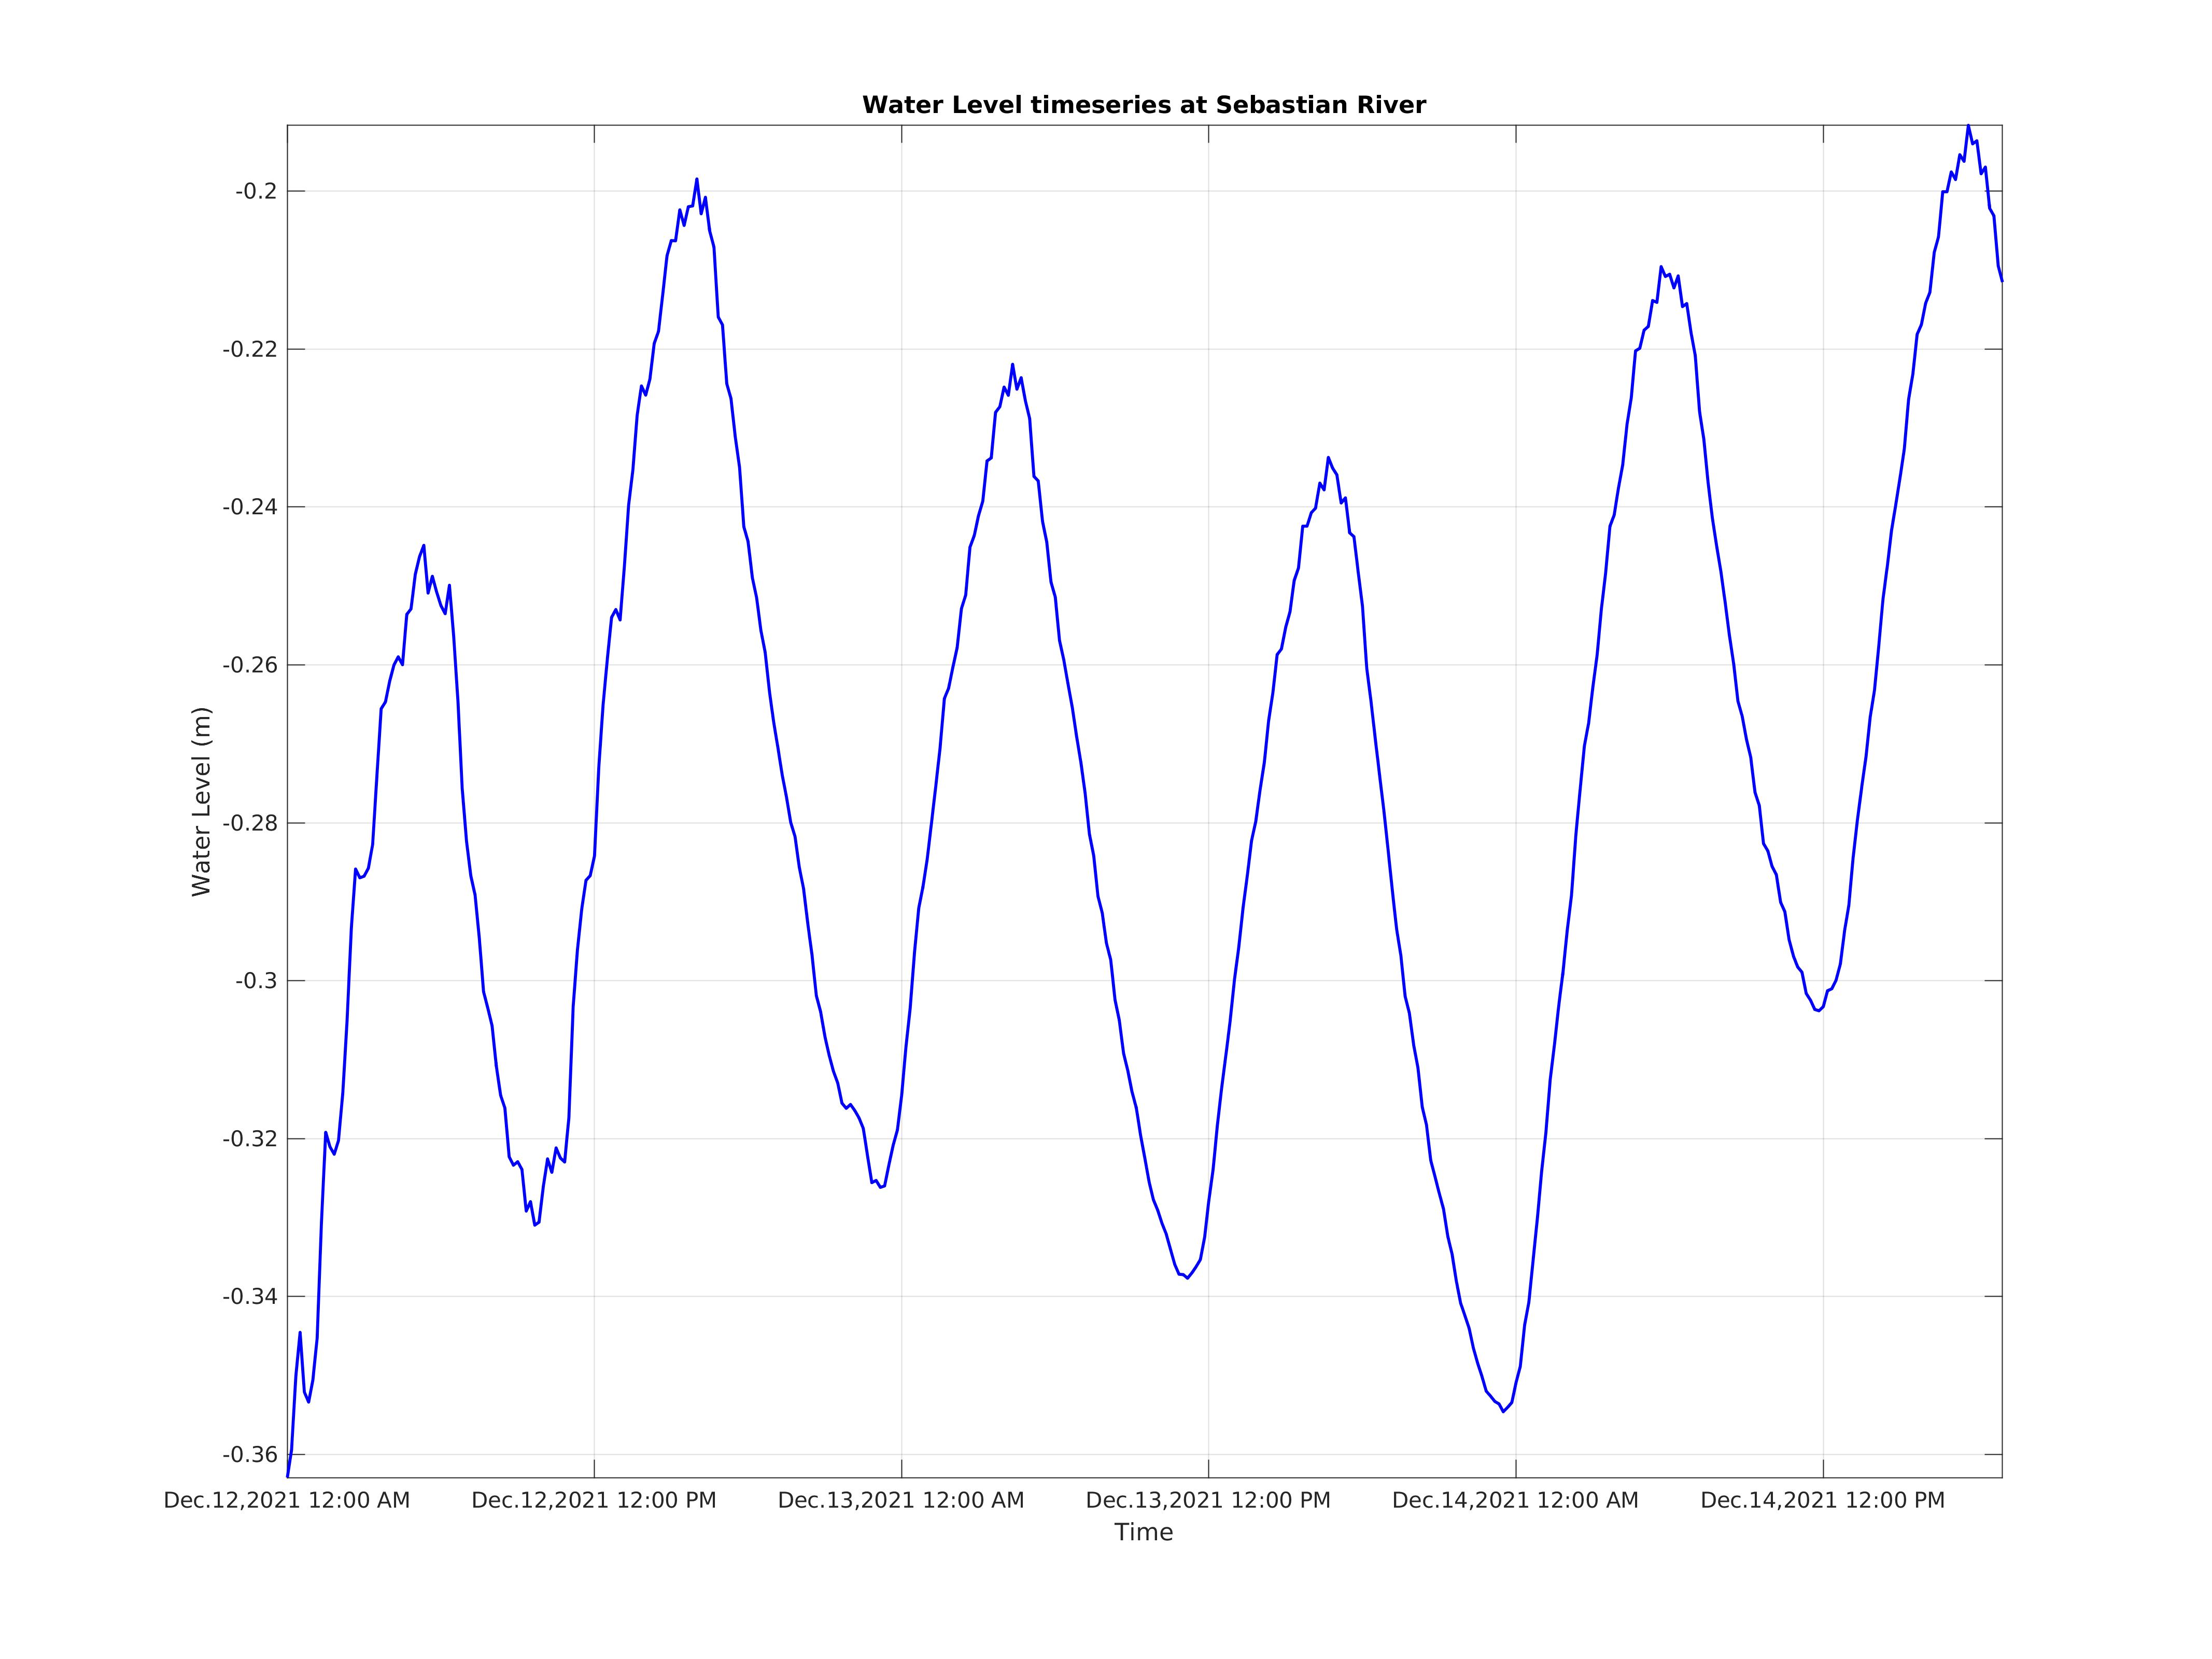 Water Level timeseries at Sebastian River
-0.2
-0.22
-0.24
-0.26
-0.28
-0.3
-0.32
-0.34
-0.36
Water Level (m)
Dec.12,2021 12:00 AM
Dec.12,2021 12:00 PM
Dec.13,2021 12:00 AM
Dec.13,2021 12:00 PM
Dec.14,2021 12:00 AM
Dec.14,2021 12:00 PM
Time